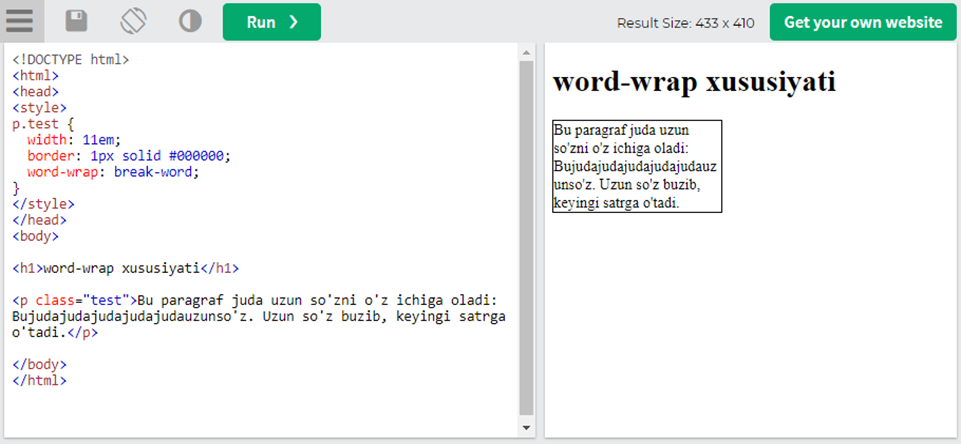 Run ❯
Result Size: 433 x 410
Get your own website
<!DOCTYPE html>
<html>
<head>
<style>
p.test {
  width: 11em;
  border: 1px solid #000000;
  word-wrap: break-word;
}
</style>
</head>
<body>

<h1>word-wrap xususiyati</h1>

<p class="test">Bu paragraf juda uzun so'zni o'z ichiga oladi:
Bujudajudajudajudajudauzunso'z. Uzun so'z buzib, keyingi satrga
o'tadi.</p>

</body>
</html>
word-wrap xususiyati
Bu paragraf juda uzun
so'zni o'z ichiga oladi:
Bujudajudajudajudajudauz
unso'z. Uzun so'z buzib,
keyingi satrga o'tadi.